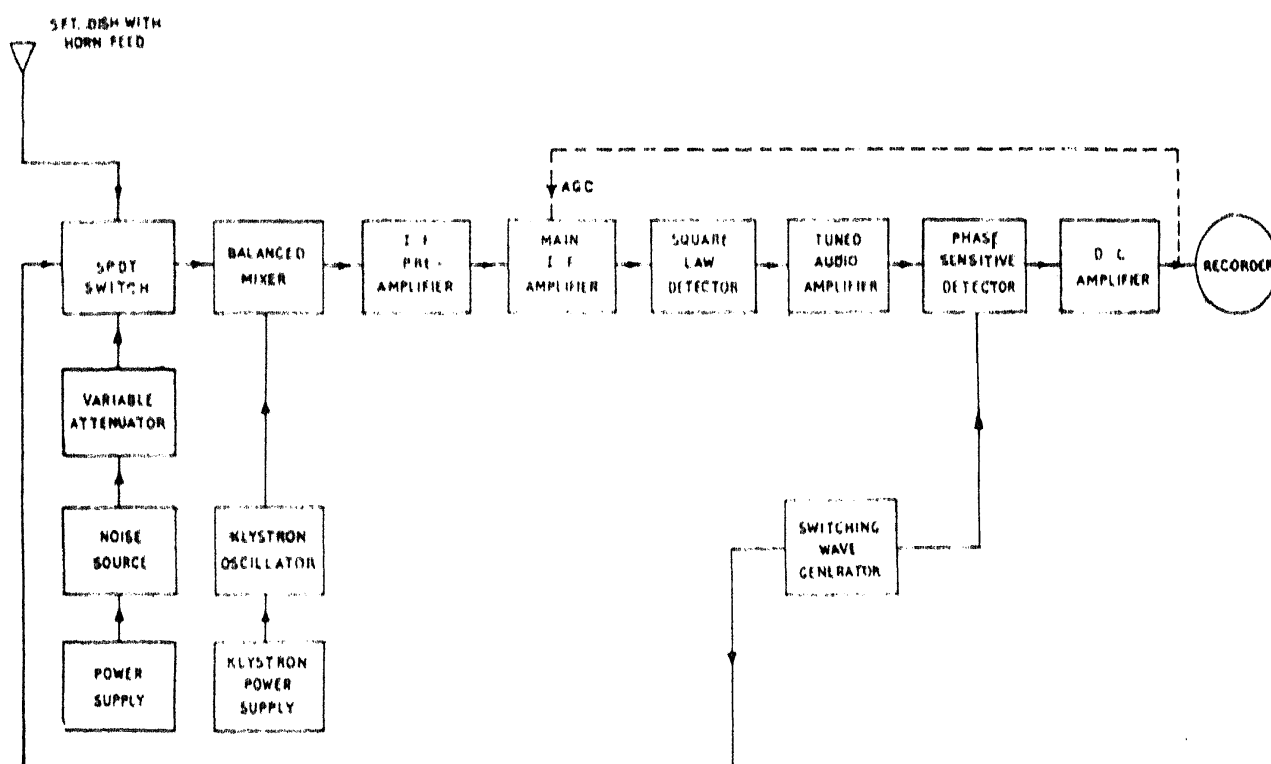 5 FT. DISH WITH
HORN FEED
AGC
SPDT
SWITCH
BALANCED
MIXER
I F
PRE-
AMPLIFIER
MAIN
I F
AMPLIFIER
SQUARE
LAW
DETECTOR
TUNED
AUDIO
AMPLIFIER
PHASE
SENSITIVE
DETECTOR
D C
AMPLIFIER
RECORDER
VARIABLE
ATTENUATOR
NOISE
SOURCE
KLYSTRON
OSCILLATOR
SWITCHING
WAVE
GENERATOR
POWER
SUPPLY
KLYSTRON
POWER
SUPPLY